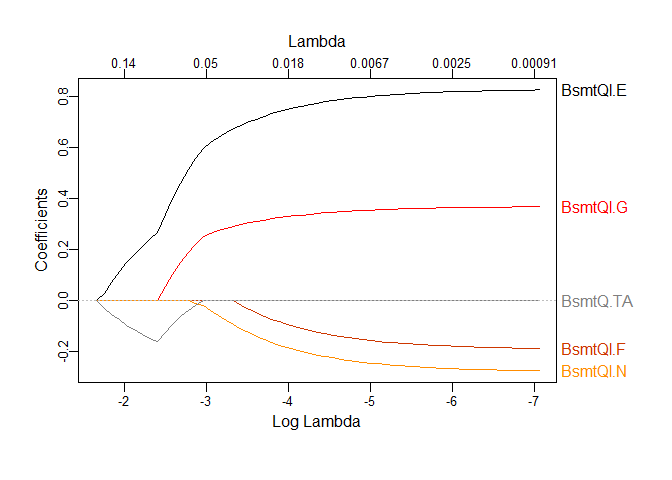 Lambda
0.14 0.05 0.018 0.0067 0.0025 0.00091
Coefficients
0.8
0.6
0.4
0.2
0.0
-0.2
BsmtQl.E
BsmtQl.G
BsmtQ.TA
BsmtQl.F
BsmtQl.N
-2 -3 -4 -5 -6 -7
Log Lambda